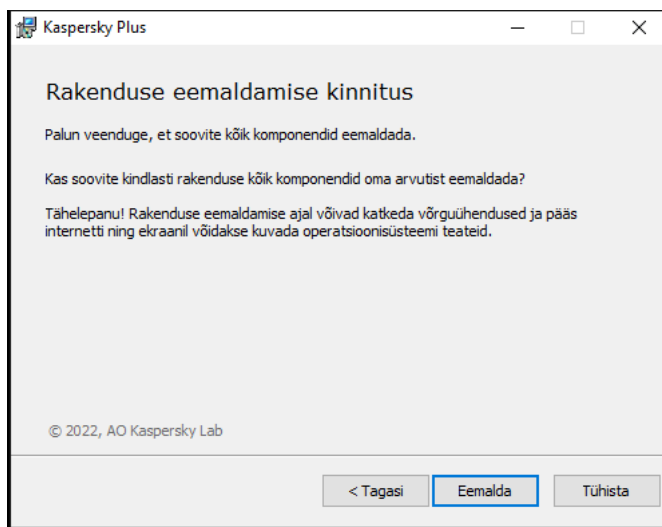 Kaspersky Plus
Rakenduse eemaldamise kinnitus
Palun veenduge, et soovite kõik komponendid eemaldada.
Kas soovite kindlasti rakenduse kõik komponendid oma arvutist eemaldada?
Tähelepanu! Rakenduse eemaldamise ajal võivad katkeda võrguühendused ja pääs
internetti ning ekraanil võidakse kuvada operatsioonisüsteemi teateid.
© 2022, AO Kaspersky Lab
< Tagasi Eemalda Tühista